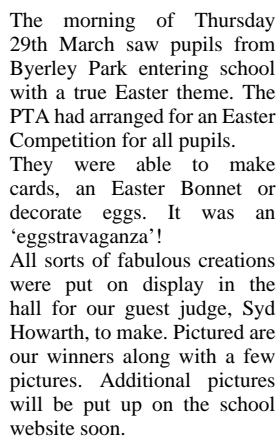 The morning of Thursday
29th March saw pupils from
Byerley Park entering school
with a true Easter theme. The
PTA had arranged for an Easter
Competition for all pupils.
They were able to make
cards, an Easter Bonnet or
decorate eggs. It was an
‘eggstravaganza’!
All sorts of fabulous creations
were put on display in the
hall for our guest judge, Syd
Howarth, to make. Pictured are
our winners along with a few
pictures. Additional pictures
will be put up on the school
website soon.